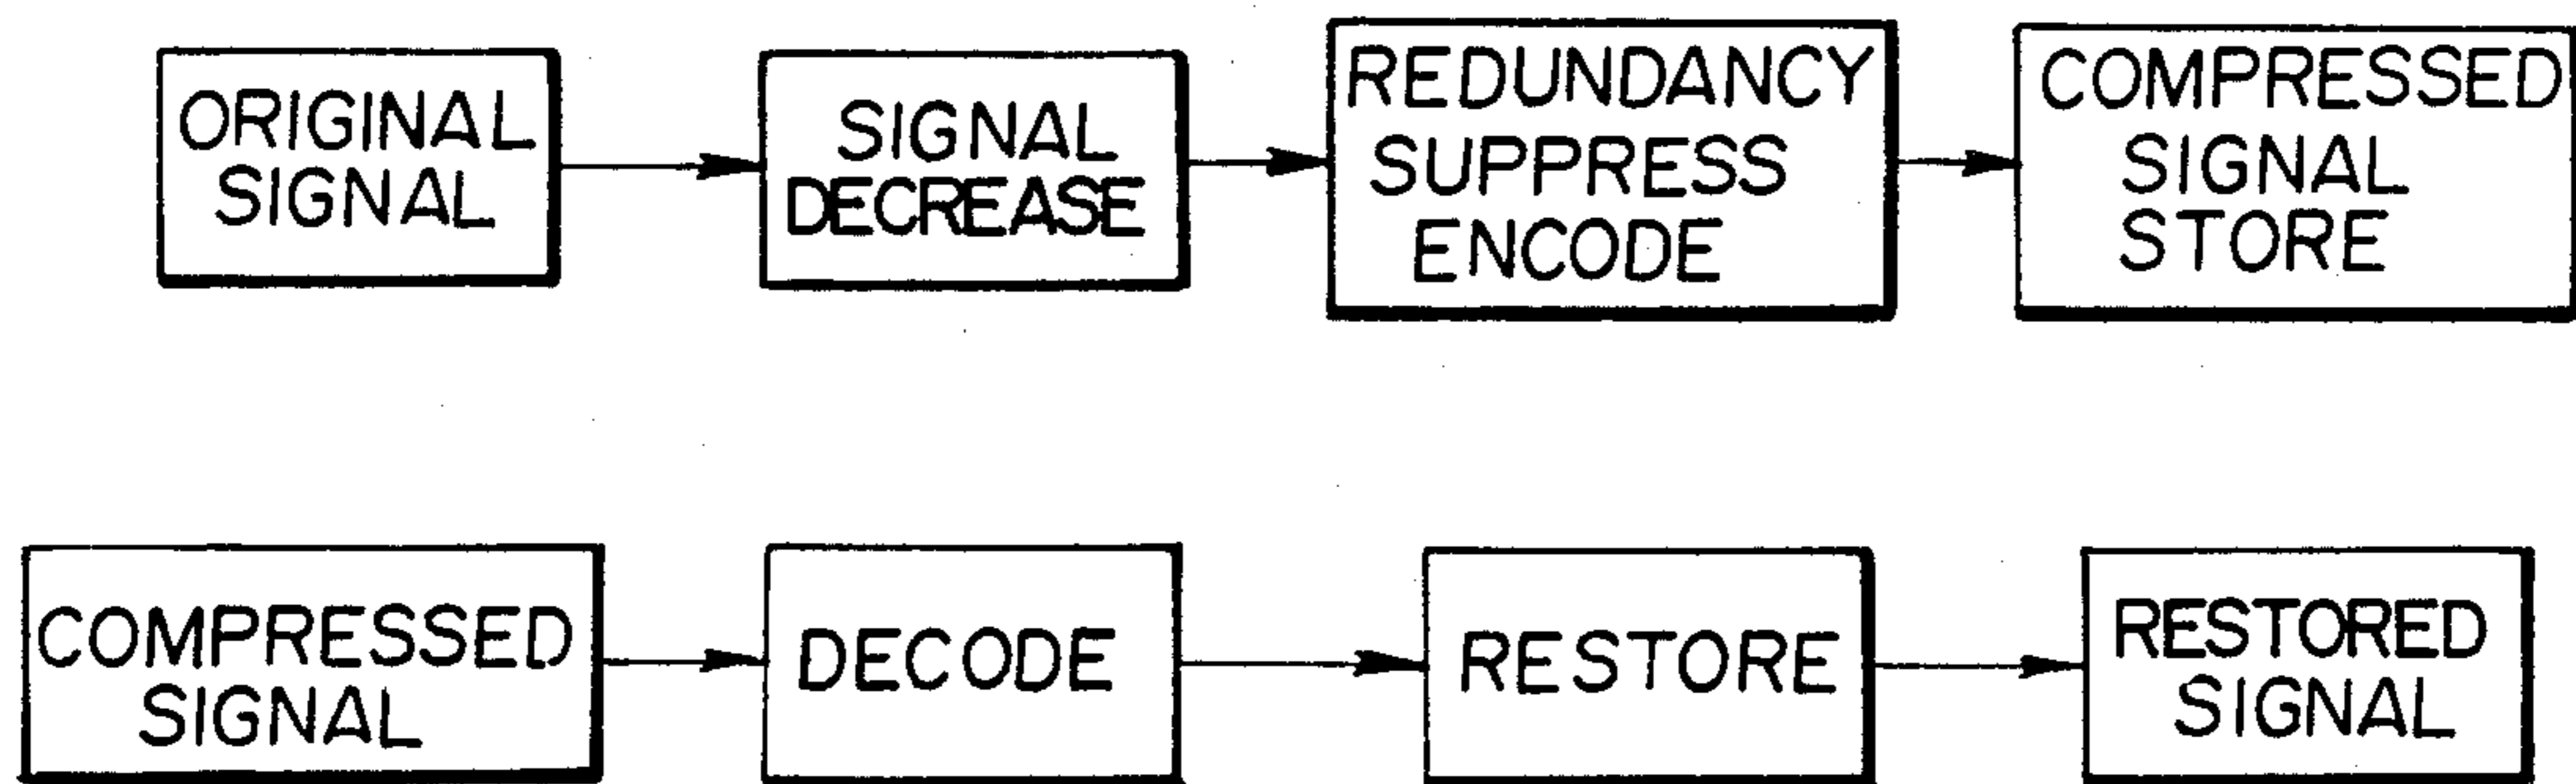 ORIGINAL
SIGNAL
SIGNAL
DECREASE
REDUNDANCY
SUPPRESS
ENCODE
COMPRESSED
SIGNAL
STORE
COMPRESSED
SIGNAL
DECODE
RESTORE
RESTORED
SIGNAL